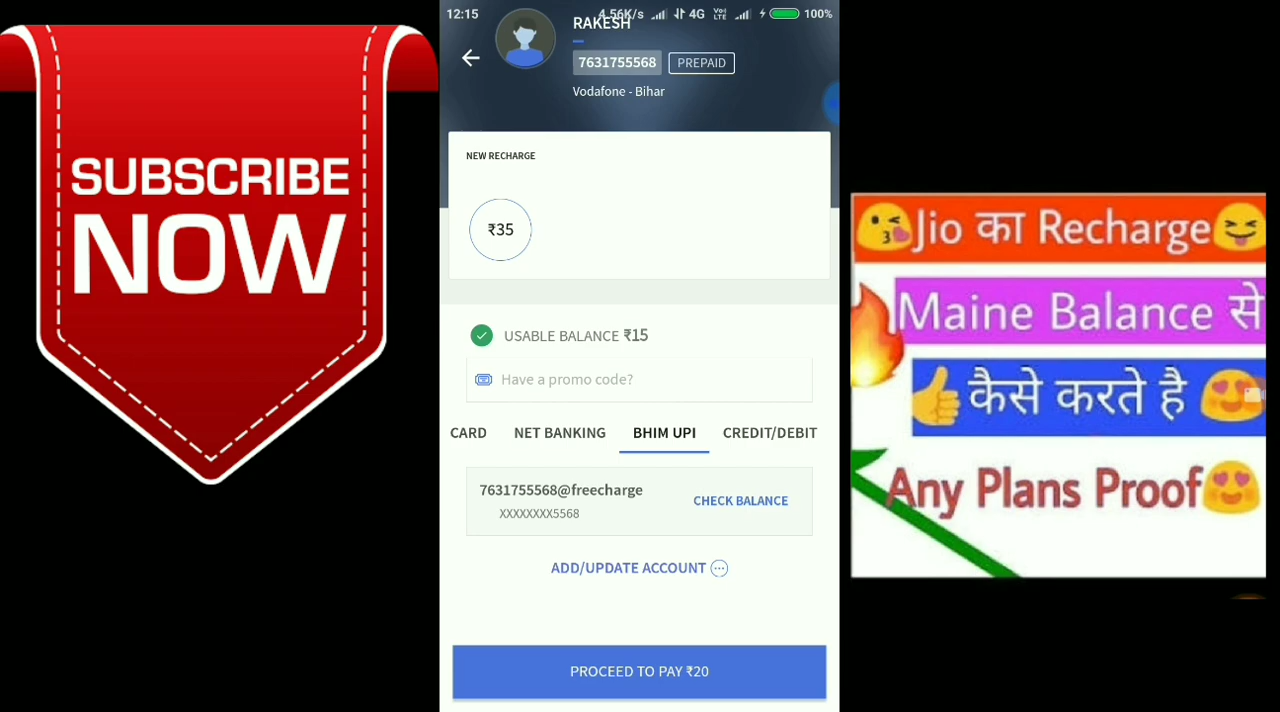 SUBSCRIBE
NOW
12:15
4.56K/s
4G
VoLTE
100%
RAKESH
7631755568
PREPAID
Vodafone - Bihar
NEW RECHARGE
₹35
USABLE BALANCE ₹15
Have a promo code?
CARD
NET BANKING
BHIM UPI
CREDIT/DEBIT
7631755568@freecharge
XXXXXXXX5568
CHECK BALANCE
ADD/UPDATE ACCOUNT
PROCEED TO PAY ₹20
😘Jio का Recharge😝
Maine Balance से
👍कैसे करते है 😍
Any Plans Proof😍